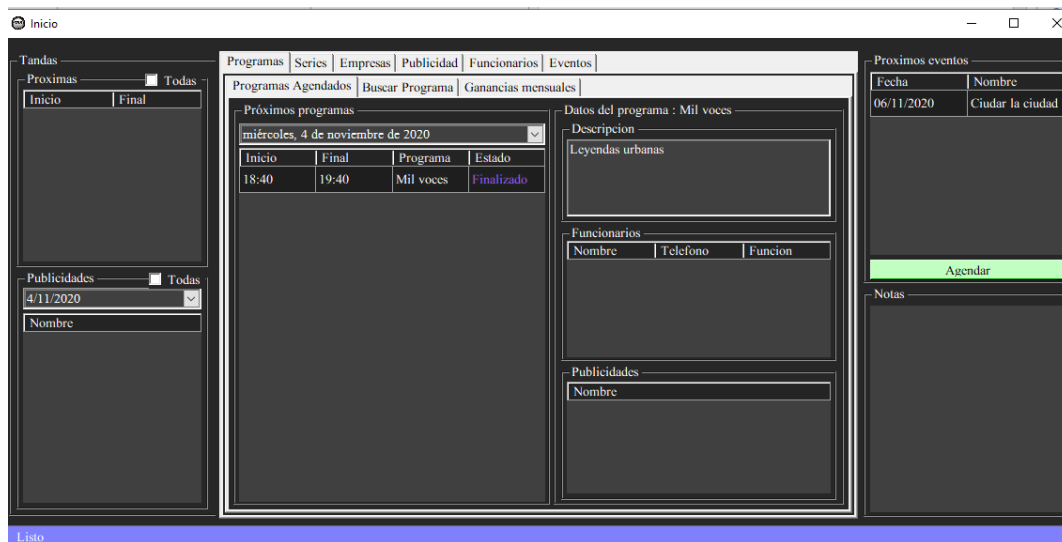 Inicio
Tandas
Proximas
Todas
Inicio Final
Publicidades
Todas
4/11/2020
Nombre
Programas Series Empresas Publicidad Funcionarios Eventos
Programas Agendados Buscar Programa Ganancias mensuales
Próximos programas
miércoles, 4 de noviembre de 2020
Inicio Final Programa Estado
18:40 19:40 Mil voces Finalizado
Datos del programa : Mil voces
Descripcion
Leyendas urbanas
Funcionarios
Nombre Telefono Funcion
Publicidades
Nombre
Proximos eventos
Fecha Nombre
06/11/2020 Ciudar la ciudad
Agendar
Notas
Listo